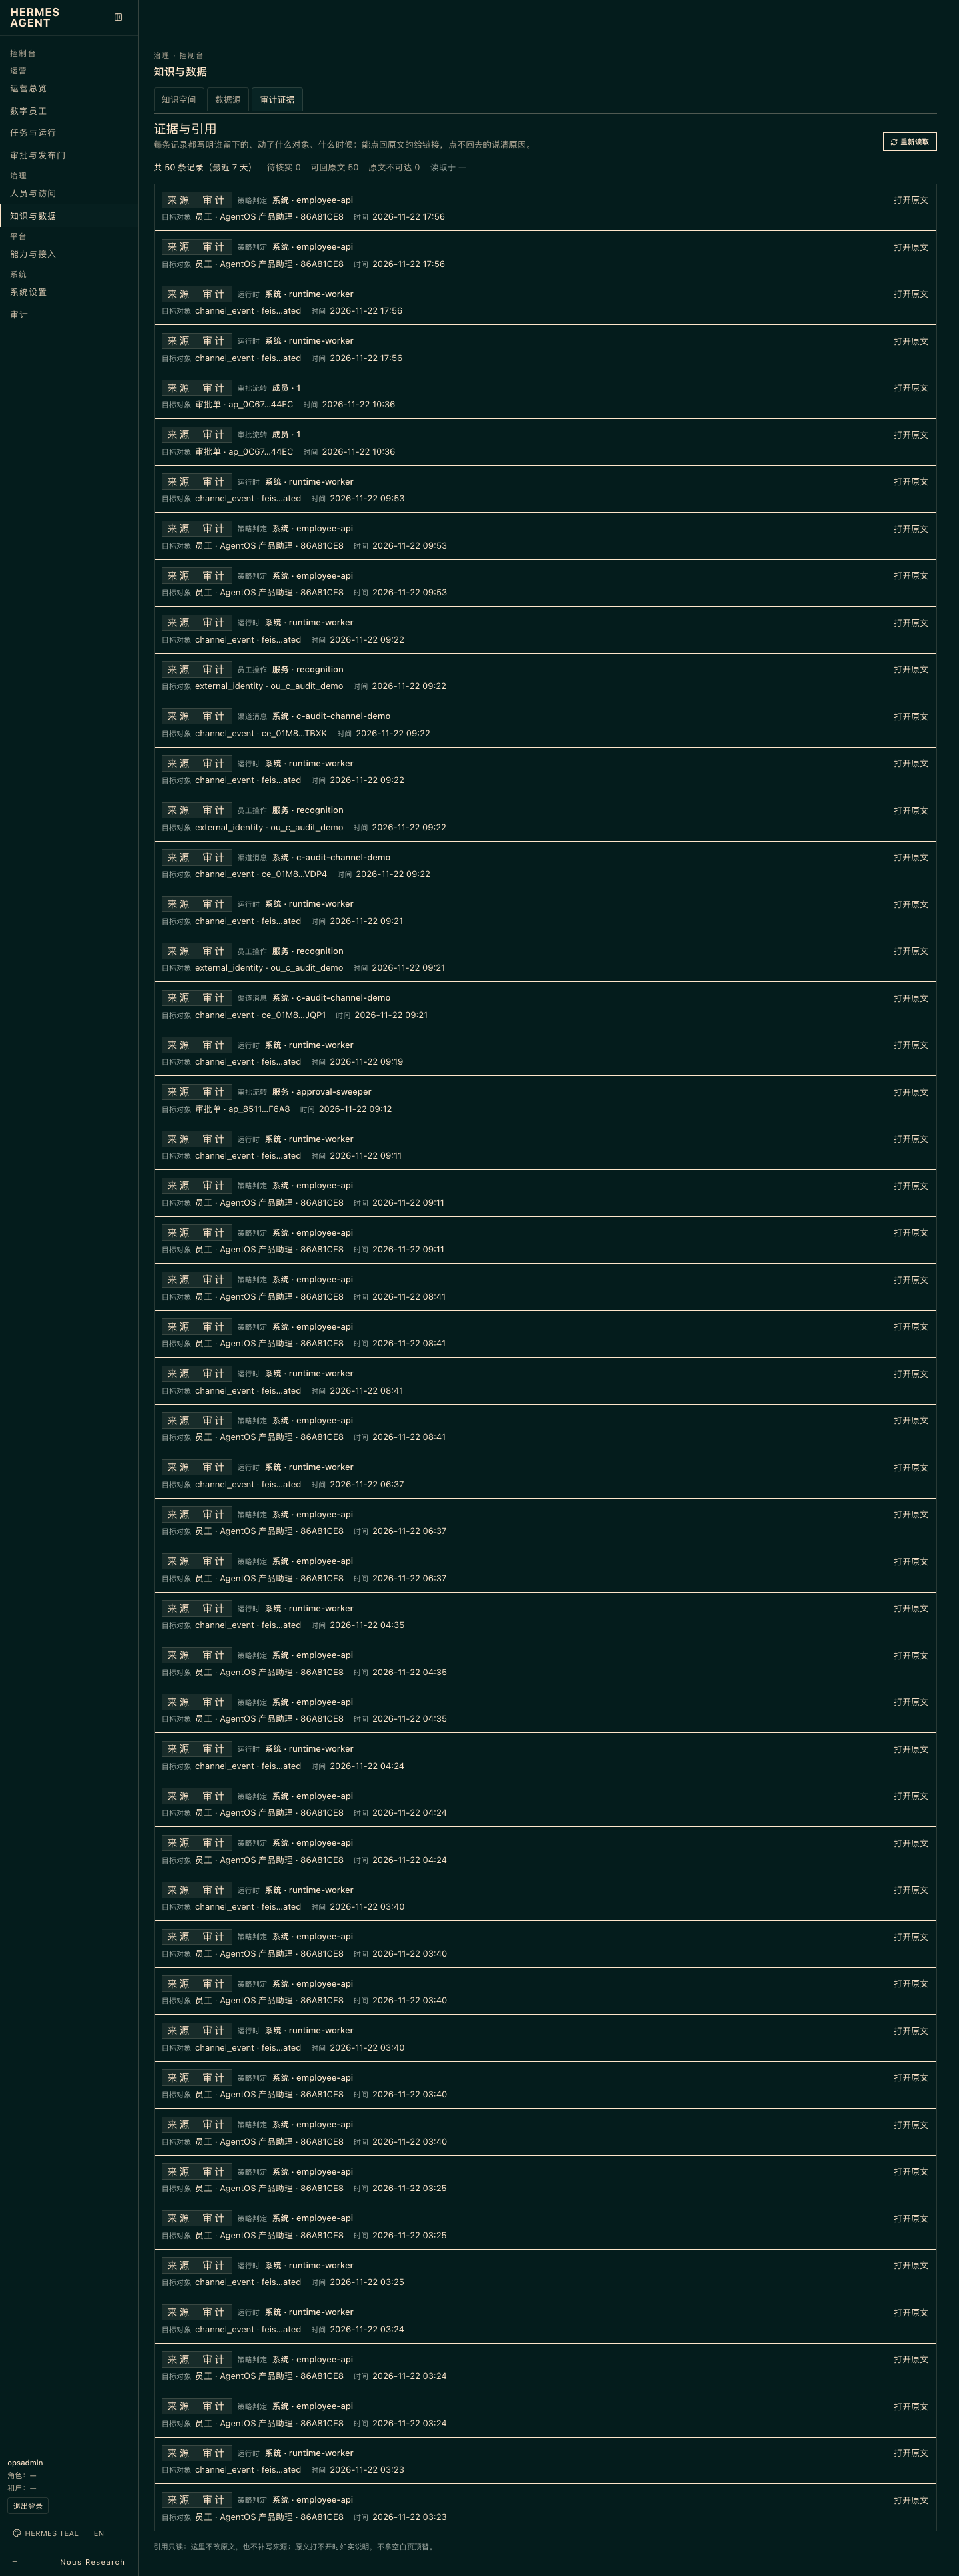 HERMES
AGENT
控制台
运营
运营总览
数字员工
任务与运行
审批与发布门
治理
人员与访问
知识与数据
平台
能力与接入
系统
系统设置
审计
治理 · 控制台
知识与数据
知识空间 数据源 审计证据
证据与引用
每条记录都写明谁留下的、动了什么对象、什么时候；能点回原文的给链接，点不回去的说清原因。
重新读取
共 50 条记录（最近 7 天） 待核实 0 可回原文 50 原文不可达 0 读取于 —
来源 · 审计 策略判定 系统 · employee-api 打开原文
目标对象 员工 · AgentOS 产品助理 · 86A81CE8 时间 2026-11-22 17:56
来源 · 审计 策略判定 系统 · employee-api 打开原文
目标对象 员工 · AgentOS 产品助理 · 86A81CE8 时间 2026-11-22 17:56
来源 · 审计 运行时 系统 · runtime-worker 打开原文
目标对象 channel_event · feis…ated 时间 2026-11-22 17:56
来源 · 审计 运行时 系统 · runtime-worker 打开原文
目标对象 channel_event · feis…ated 时间 2026-11-22 17:56
来源 · 审计 审批流转 成员 · 1 打开原文
目标对象 审批单 · ap_0C67…44EC 时间 2026-11-22 10:36
来源 · 审计 审批流转 成员 · 1 打开原文
目标对象 审批单 · ap_0C67…44EC 时间 2026-11-22 10:36
来源 · 审计 运行时 系统 · runtime-worker 打开原文
目标对象 channel_event · feis…ated 时间 2026-11-22 09:53
来源 · 审计 策略判定 系统 · employee-api 打开原文
目标对象 员工 · AgentOS 产品助理 · 86A81CE8 时间 2026-11-22 09:53
来源 · 审计 策略判定 系统 · employee-api 打开原文
目标对象 员工 · AgentOS 产品助理 · 86A81CE8 时间 2026-11-22 09:53
来源 · 审计 运行时 系统 · runtime-worker 打开原文
目标对象 channel_event · feis…ated 时间 2026-11-22 09:22
来源 · 审计 员工操作 服务 · recognition 打开原文
目标对象 external_identity · ou_c_audit_demo 时间 2026-11-22 09:22
来源 · 审计 渠道消息 系统 · c-audit-channel-demo 打开原文
目标对象 channel_event · ce_01M8…TBXK 时间 2026-11-22 09:22
来源 · 审计 运行时 系统 · runtime-worker 打开原文
目标对象 channel_event · feis…ated 时间 2026-11-22 09:22
来源 · 审计 员工操作 服务 · recognition 打开原文
目标对象 external_identity · ou_c_audit_demo 时间 2026-11-22 09:22
来源 · 审计 渠道消息 系统 · c-audit-channel-demo 打开原文
目标对象 channel_event · ce_01M8…VDP4 时间 2026-11-22 09:22
来源 · 审计 运行时 系统 · runtime-worker 打开原文
目标对象 channel_event · feis…ated 时间 2026-11-22 09:21
来源 · 审计 员工操作 服务 · recognition 打开原文
目标对象 external_identity · ou_c_audit_demo 时间 2026-11-22 09:21
来源 · 审计 渠道消息 系统 · c-audit-channel-demo 打开原文
目标对象 channel_event · ce_01M8…JQP1 时间 2026-11-22 09:21
来源 · 审计 运行时 系统 · runtime-worker 打开原文
目标对象 channel_event · feis…ated 时间 2026-11-22 09:19
来源 · 审计 审批流转 服务 · approval-sweeper 打开原文
目标对象 审批单 · ap_8511…F6A8 时间 2026-11-22 09:12
来源 · 审计 运行时 系统 · runtime-worker 打开原文
目标对象 channel_event · feis…ated 时间 2026-11-22 09:11
来源 · 审计 策略判定 系统 · employee-api 打开原文
目标对象 员工 · AgentOS 产品助理 · 86A81CE8 时间 2026-11-22 09:11
来源 · 审计 策略判定 系统 · employee-api 打开原文
目标对象 员工 · AgentOS 产品助理 · 86A81CE8 时间 2026-11-22 09:11
来源 · 审计 策略判定 系统 · employee-api 打开原文
目标对象 员工 · AgentOS 产品助理 · 86A81CE8 时间 2026-11-22 08:41
来源 · 审计 策略判定 系统 · employee-api 打开原文
目标对象 员工 · AgentOS 产品助理 · 86A81CE8 时间 2026-11-22 08:41
来源 · 审计 运行时 系统 · runtime-worker 打开原文
目标对象 channel_event · feis…ated 时间 2026-11-22 08:41
来源 · 审计 策略判定 系统 · employee-api 打开原文
目标对象 员工 · AgentOS 产品助理 · 86A81CE8 时间 2026-11-22 08:41
来源 · 审计 运行时 系统 · runtime-worker 打开原文
目标对象 channel_event · feis…ated 时间 2026-11-22 06:37
来源 · 审计 策略判定 系统 · employee-api 打开原文
目标对象 员工 · AgentOS 产品助理 · 86A81CE8 时间 2026-11-22 06:37
来源 · 审计 策略判定 系统 · employee-api 打开原文
目标对象 员工 · AgentOS 产品助理 · 86A81CE8 时间 2026-11-22 06:37
来源 · 审计 运行时 系统 · runtime-worker 打开原文
目标对象 channel_event · feis…ated 时间 2026-11-22 04:35
来源 · 审计 策略判定 系统 · employee-api 打开原文
目标对象 员工 · AgentOS 产品助理 · 86A81CE8 时间 2026-11-22 04:35
来源 · 审计 策略判定 系统 · employee-api 打开原文
目标对象 员工 · AgentOS 产品助理 · 86A81CE8 时间 2026-11-22 04:35
来源 · 审计 运行时 系统 · runtime-worker 打开原文
目标对象 channel_event · feis…ated 时间 2026-11-22 04:24
来源 · 审计 策略判定 系统 · employee-api 打开原文
目标对象 员工 · AgentOS 产品助理 · 86A81CE8 时间 2026-11-22 04:24
来源 · 审计 策略判定 系统 · employee-api 打开原文
目标对象 员工 · AgentOS 产品助理 · 86A81CE8 时间 2026-11-22 04:24
来源 · 审计 运行时 系统 · runtime-worker 打开原文
目标对象 channel_event · feis…ated 时间 2026-11-22 03:40
来源 · 审计 策略判定 系统 · employee-api 打开原文
目标对象 员工 · AgentOS 产品助理 · 86A81CE8 时间 2026-11-22 03:40
来源 · 审计 策略判定 系统 · employee-api 打开原文
目标对象 员工 · AgentOS 产品助理 · 86A81CE8 时间 2026-11-22 03:40
来源 · 审计 运行时 系统 · runtime-worker 打开原文
目标对象 channel_event · feis…ated 时间 2026-11-22 03:40
来源 · 审计 策略判定 系统 · employee-api 打开原文
目标对象 员工 · AgentOS 产品助理 · 86A81CE8 时间 2026-11-22 03:40
来源 · 审计 策略判定 系统 · employee-api 打开原文
目标对象 员工 · AgentOS 产品助理 · 86A81CE8 时间 2026-11-22 03:40
来源 · 审计 策略判定 系统 · employee-api 打开原文
目标对象 员工 · AgentOS 产品助理 · 86A81CE8 时间 2026-11-22 03:25
来源 · 审计 策略判定 系统 · employee-api 打开原文
目标对象 员工 · AgentOS 产品助理 · 86A81CE8 时间 2026-11-22 03:25
来源 · 审计 运行时 系统 · runtime-worker 打开原文
目标对象 channel_event · feis…ated 时间 2026-11-22 03:25
来源 · 审计 运行时 系统 · runtime-worker 打开原文
目标对象 channel_event · feis…ated 时间 2026-11-22 03:24
来源 · 审计 策略判定 系统 · employee-api 打开原文
目标对象 员工 · AgentOS 产品助理 · 86A81CE8 时间 2026-11-22 03:24
来源 · 审计 策略判定 系统 · employee-api 打开原文
目标对象 员工 · AgentOS 产品助理 · 86A81CE8 时间 2026-11-22 03:24
来源 · 审计 运行时 系统 · runtime-worker 打开原文
目标对象 channel_event · feis…ated 时间 2026-11-22 03:23
来源 · 审计 策略判定 系统 · employee-api 打开原文
目标对象 员工 · AgentOS 产品助理 · 86A81CE8 时间 2026-11-22 03:23
引用只读：这里不改原文，也不补写来源；原文打不开时如实说明，不拿空白页顶替。
opsadmin
角色：—
租户：—
退出登录
HERMES TEAL EN
— Nous Research